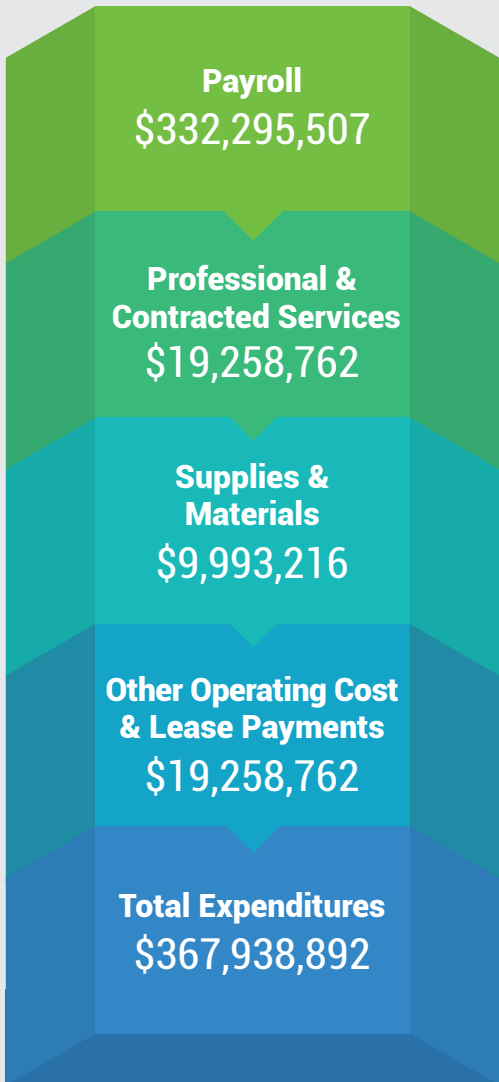 Payroll
$332,295,507
Professional &
Contracted Services
$19,258,762
Supplies &
Materials
$9,993,216
Other Operating Cost
& Lease Payments
$19,258,762
Total Expenditures
$367,938,892